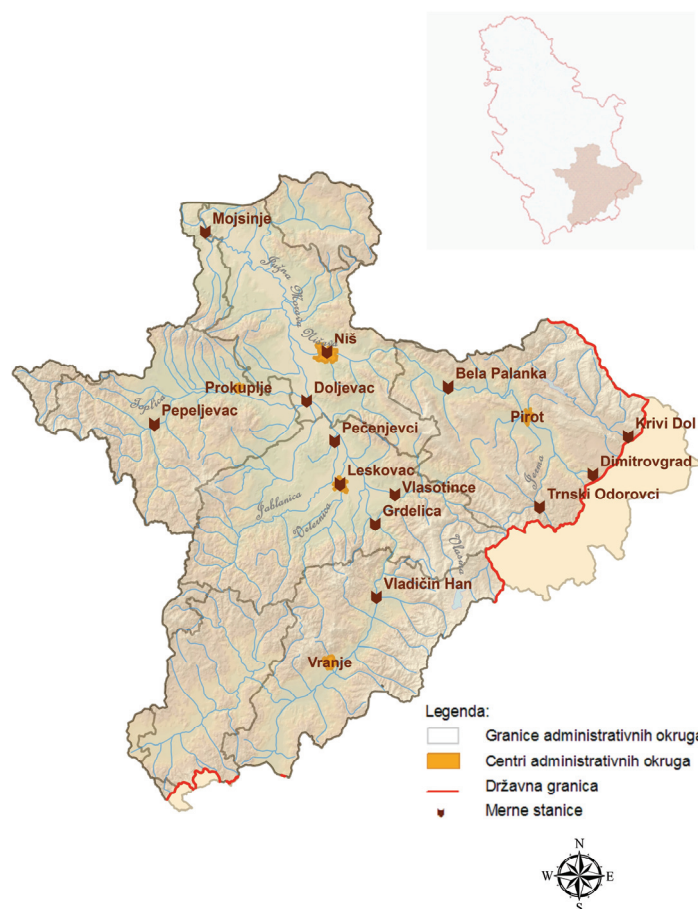 Mojsinje
Južna Morava
Nišava
Niš
Bela Palanka
Prokuplje
Doljevac
Toplica
Pepeljevac
Pirot
Krivi Dol
Pečenjevci
Dimitrovgrad
Leskovac
Vlasotince
Jerma
Trnski Odorovci
Jablanica
Veternica
Grdelica
Vlasina
Vladičin Han
Vranje
Legenda:
Granice administrativnih okruga
Centri administrativnih okruga
Državna granica
Merne stanice
N
W E
S